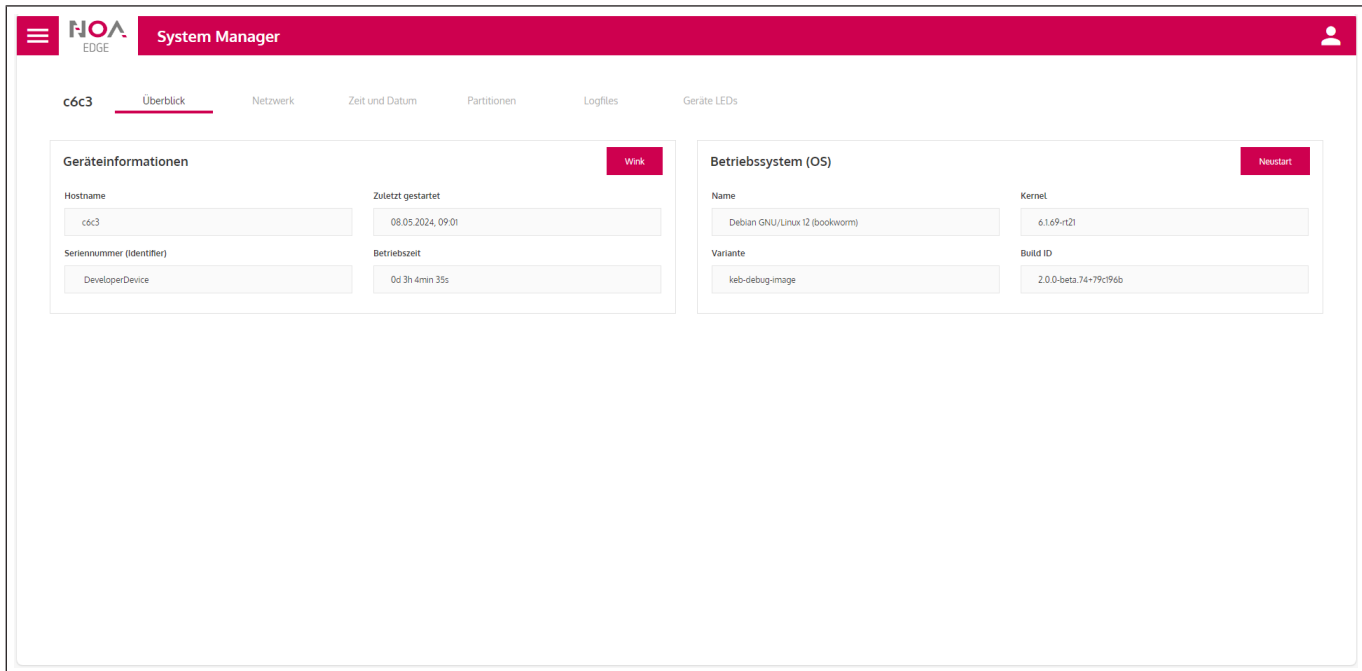 NOA
EDGE
System Manager
c6c3 Überblick Netzwerk Zeit und Datum Partitionen Logfiles Geräte LEDs
Geräteinformationen Wink
Hostname Zuletzt gestartet
c6c3 08.05.2024, 09:01
Seriennummer (Identifier) Betriebszeit
DeveloperDevice 0d 3h 4min 35s
Betriebssystem (OS) Neustart
Name Kernel
Debian GNU/Linux 12 (bookworm) 6.1.69-rt21
Variante Build ID
keb-debug-image 2.0.0-beta.74+79c196b